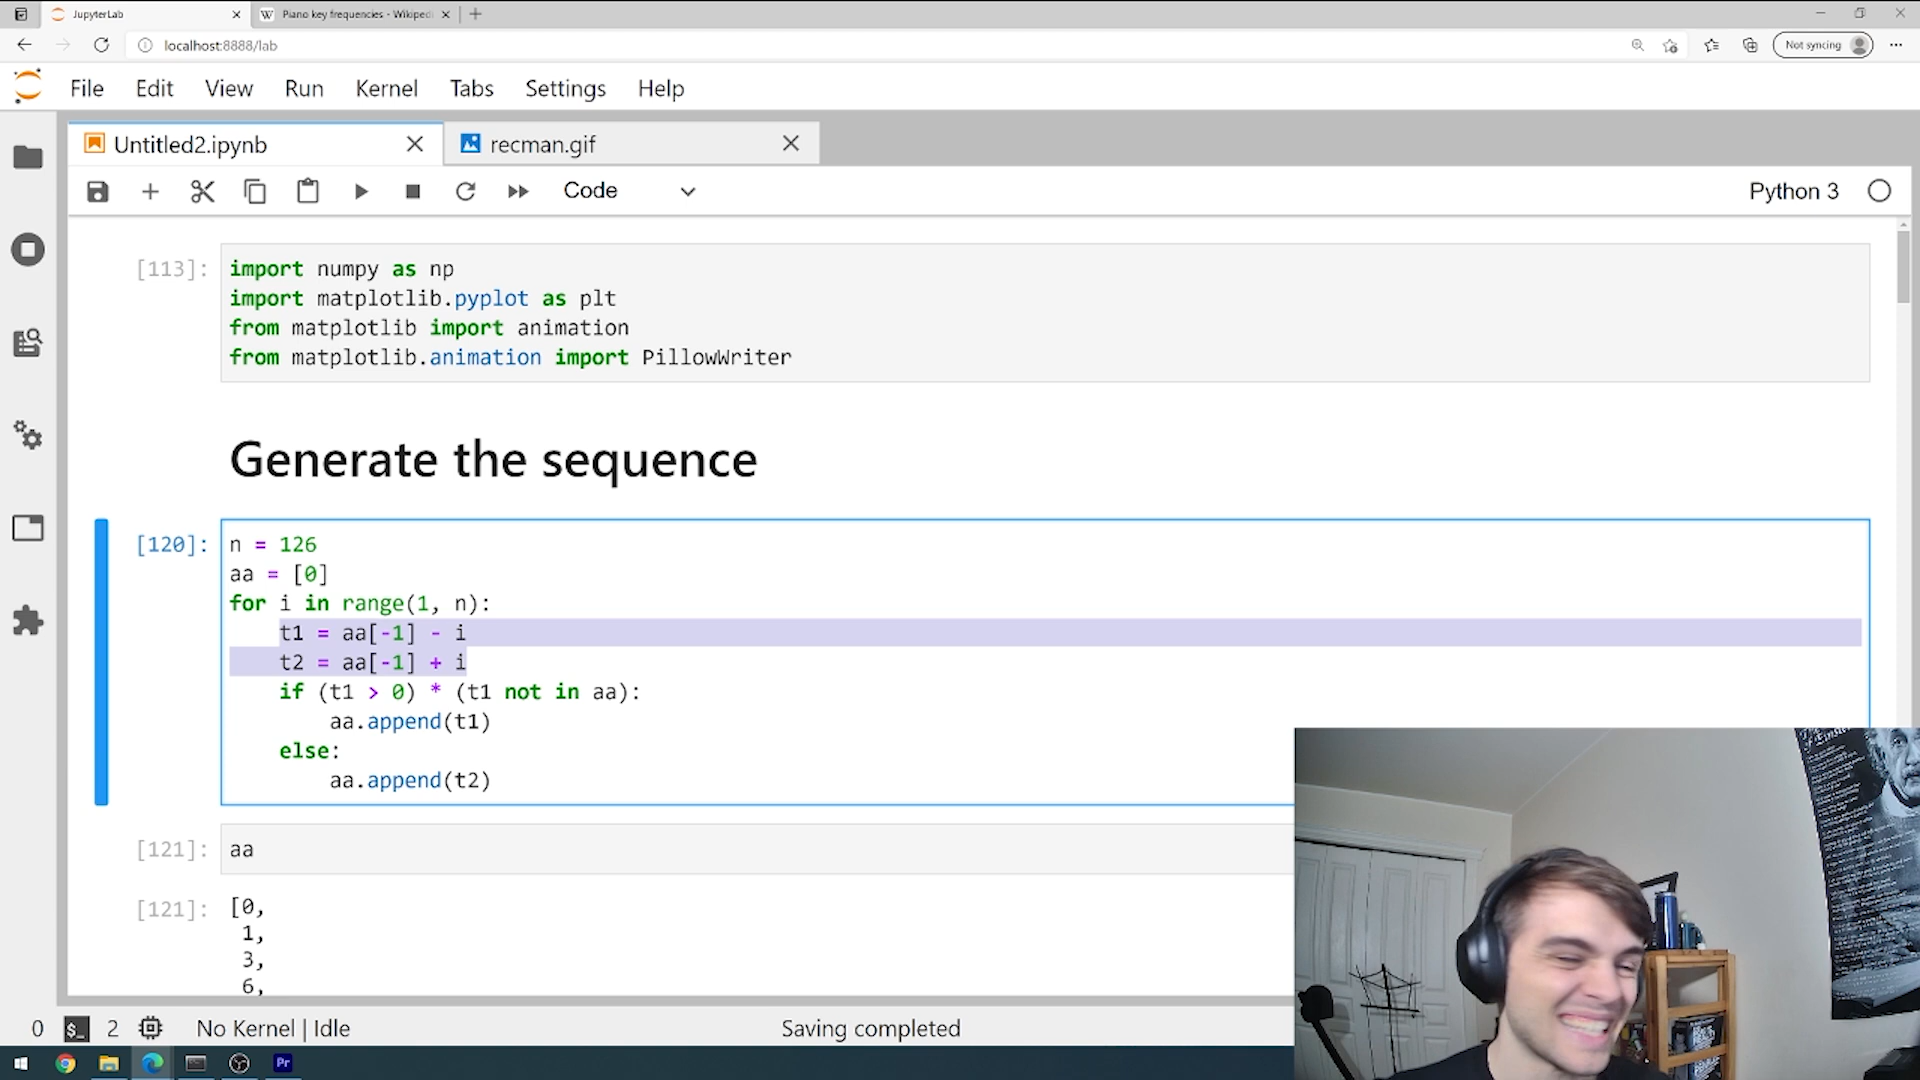 JupyterLab
Piano key frequencies - Wikipedi
localhost:8888/lab
Not syncing
File Edit View Run Kernel Tabs Settings Help
Untitled2.ipynb
recman.gif
Code
Python 3
[113]:
import numpy as np
import matplotlib.pyplot as plt
from matplotlib import animation
from matplotlib.animation import PillowWriter
Generate the sequence
[120]:
n = 126
aa = [0]
for i in range(1, n):
    t1 = aa[-1] - i
    t2 = aa[-1] + i
    if (t1 > 0) * (t1 not in aa):
        aa.append(t1)
    else:
        aa.append(t2)
[121]:
aa
[121]:
[0,
1,
3,
6,
0 $_ 2 No Kernel | Idle
Saving completed
Pr